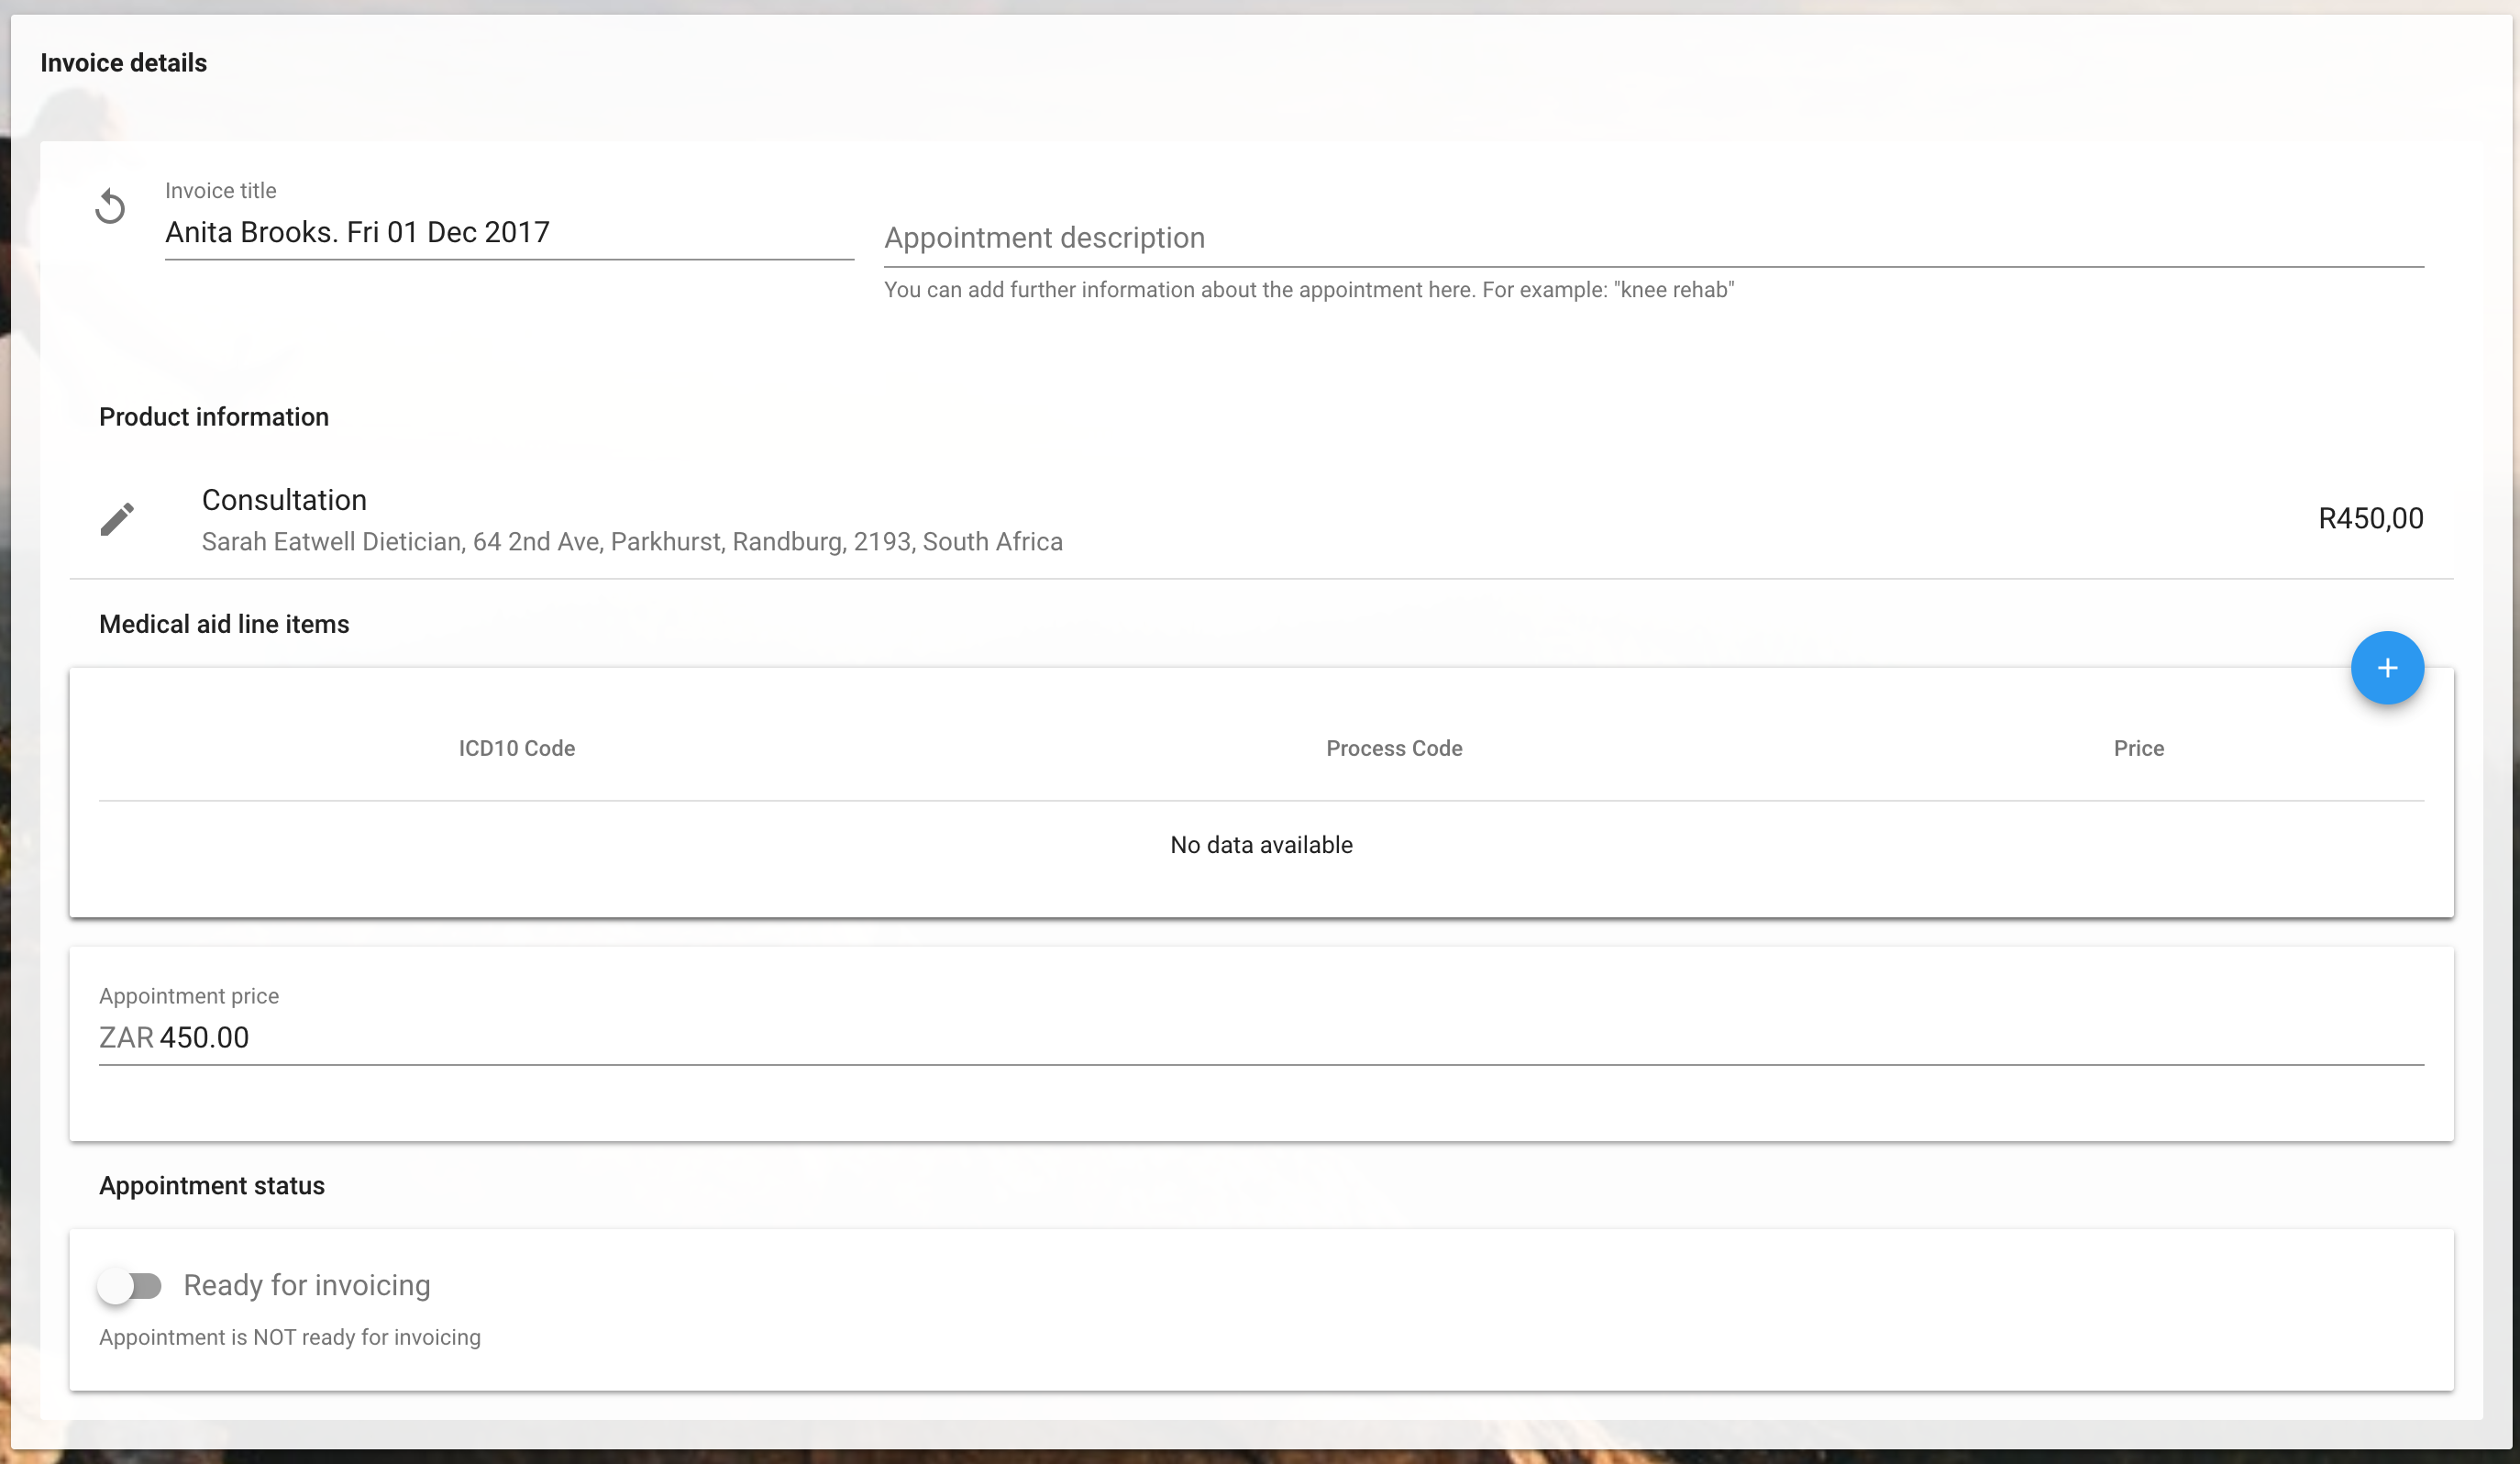 Invoice details
Invoice title
Anita Brooks. Fri 01 Dec 2017
Appointment description
You can add further information about the appointment here. For example: "knee rehab"
Product information
Consultation
Sarah Eatwell Dietician, 64 2nd Ave, Parkhurst, Randburg, 2193, South Africa
R450,00
Medical aid line items
ICD10 Code Process Code Price
No data available
Appointment price
ZAR 450.00
Appointment status
Ready for invoicing
Appointment is NOT ready for invoicing